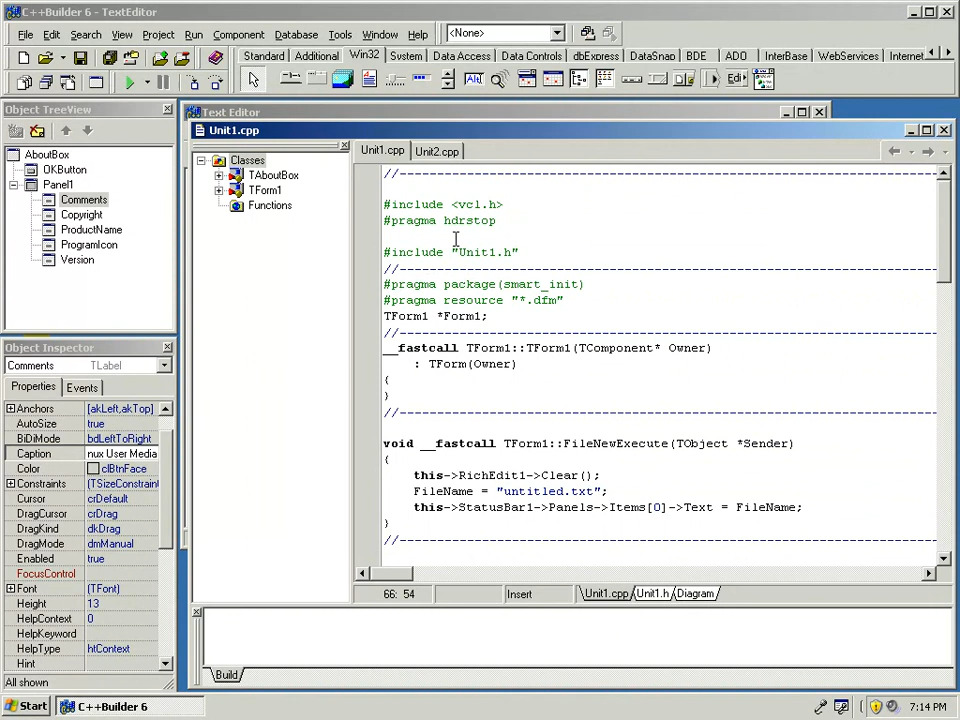 C++Builder 6 - TextEditor
File Edit Search View Project Run Component Database Tools Window Help <None>
Standard Additional Win32 System Data Access Data Controls dbExpress DataSnap BDE ADO InterBase WebServices Internet
Object TreeView
AboutBox
OKButton
Panel1
Comments
Copyright
ProductName
ProgramIcon
Version
Object Inspector
Comments TLabel
Properties Events
Anchors [akLeft,akTop]
AutoSize true
BiDiMode bdLeftToRight
Caption nux User Media
Color clBtnFace
Constraints (TSizeConstraint
Cursor crDefault
DragCursor crDrag
DragKind dkDrag
DragMode dmManual
Enabled true
FocusControl
Font (TFont)
Height 13
HelpContext 0
HelpKeyword
HelpType htContext
Hint
All shown
Text Editor
Unit1.cpp
Classes
TAboutBox
TForm1
Functions
Unit1.cpp Unit2.cpp
//---------------------------------------------------------------------------
#include <vcl.h>
#pragma hdrstop
#include "Unit1.h"
//---------------------------------------------------------------------------
#pragma package(smart_init)
#pragma resource "*.dfm"
TForm1 *Form1;
//---------------------------------------------------------------------------
__fastcall TForm1::TForm1(TComponent* Owner)
: TForm(Owner)
{
}
//---------------------------------------------------------------------------
void __fastcall TForm1::FileNewExecute(TObject *Sender)
{
this->RichEdit1->Clear();
FileName = "untitled.txt";
this->StatusBar1->Panels->Items[0]->Text = FileName;
}
//---------------------------------------------------------------------------
66: 54 Insert Unit1.cpp Unit1.h Diagram
Build
Start C++Builder 6 7:14 PM